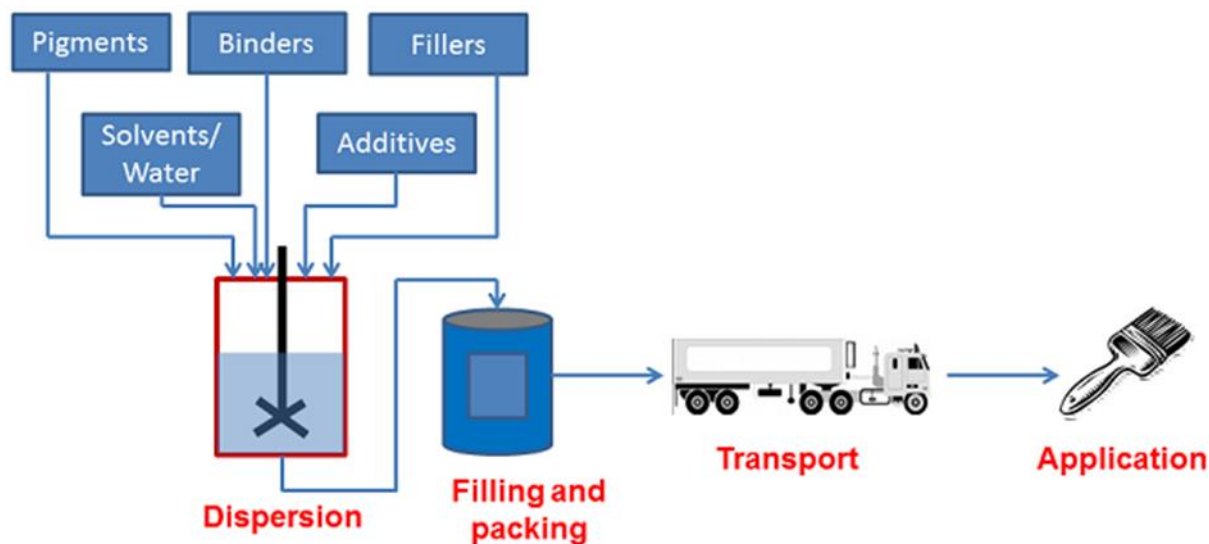 Pigments
Binders
Fillers
Solvents/
Water
Additives
Dispersion
Filling and
packing
Transport
Application